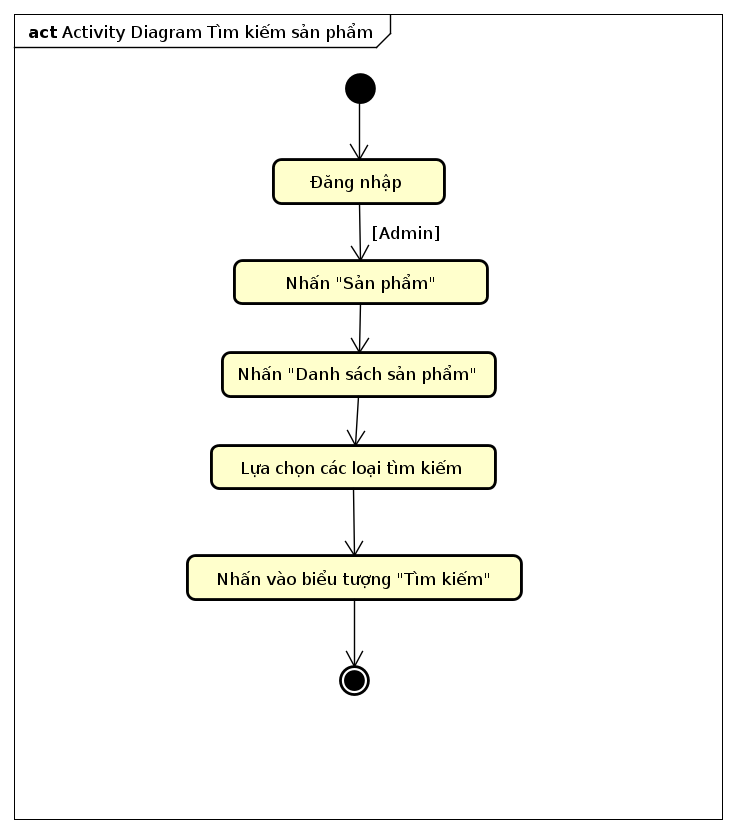 act Activity Diagram Tìm kiếm sản phẩm
Đăng nhập
[Admin]
Nhấn "Sản phẩm"
Nhấn "Danh sách sản phẩm"
Lựa chọn các loại tìm kiếm
Nhấn vào biểu tượng "Tìm kiếm"